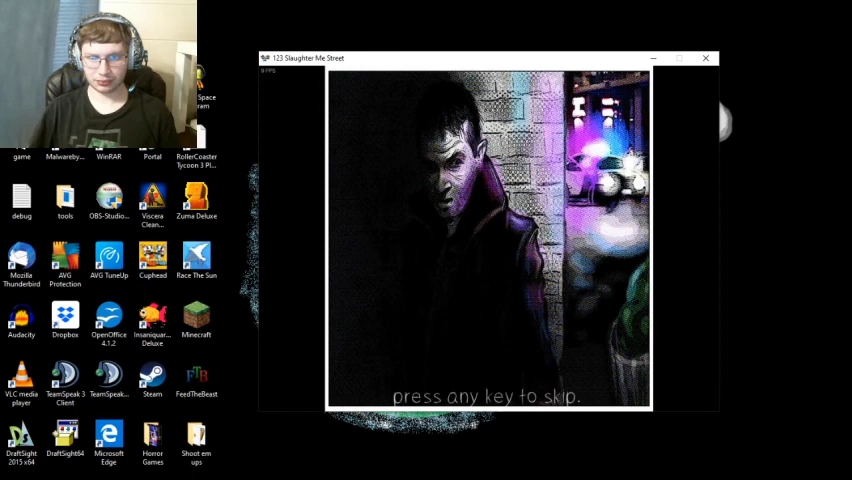 123 Slaughter Me Street
9 FPS
Space
ram
game
Malwareby...
WinRAR
Portal
RollerCoaster
Tycoon 3 Pl...
debug
tools
OBS-Studio...
Viscera
Clean...
Zuma Deluxe
Mozilla
Thunderbird
AVG
Protection
AVG TuneUp
Cuphead
Race The Sun
Audacity
Dropbox
OpenOffice
4.1.2
Insaniquar...
Deluxe
Minecraft
VLC media
player
TeamSpeak 3
Client
TeamSpeak...
Steam
FTB
FeedTheBeast
press any key to skip.
DraftSight
2015 x64
DraftSight64
Microsoft
Edge
Horror
Games
Shoot em
ups